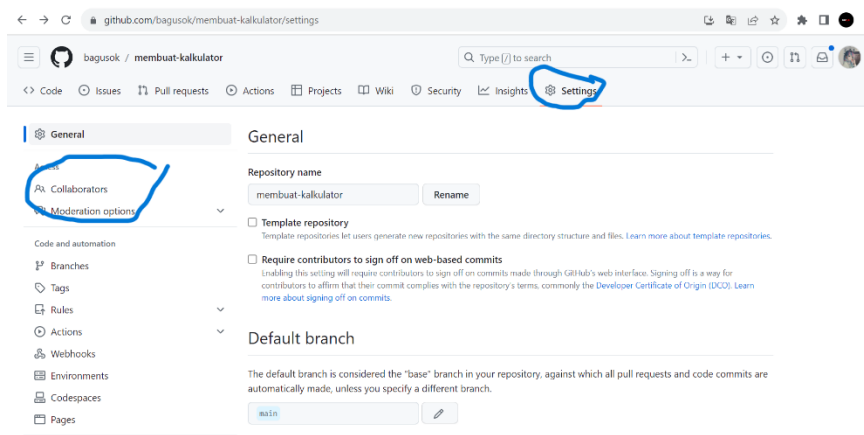 github.com/bagusok/membuat-kalkulator/settings
bagusok / membuat-kalkulator
Type / to search
Code Issues Pull requests Actions Projects Wiki Security Insights Settings
General
Access
Collaborators
Moderation options
Code and automation
Branches
Tags
Rules
Actions
Webhooks
Environments
Codespaces
Pages
General
Repository name
membuat-kalkulator Rename
Template repository
Template repositories let users generate new repositories with the same directory structure and files. Learn more about template repositories.
Require contributors to sign off on web-based commits
Enabling this setting will require contributors to sign off on commits made through GitHub's web interface. Signing off is a way for
contributors to affirm that their commit complies with the repository's terms, commonly the Developer Certificate of Origin (DCO). Learn
more about signing off on commits.
Default branch
The default branch is considered the "base" branch in your repository, against which all pull requests and code commits are
automatically made, unless you specify a different branch.
main